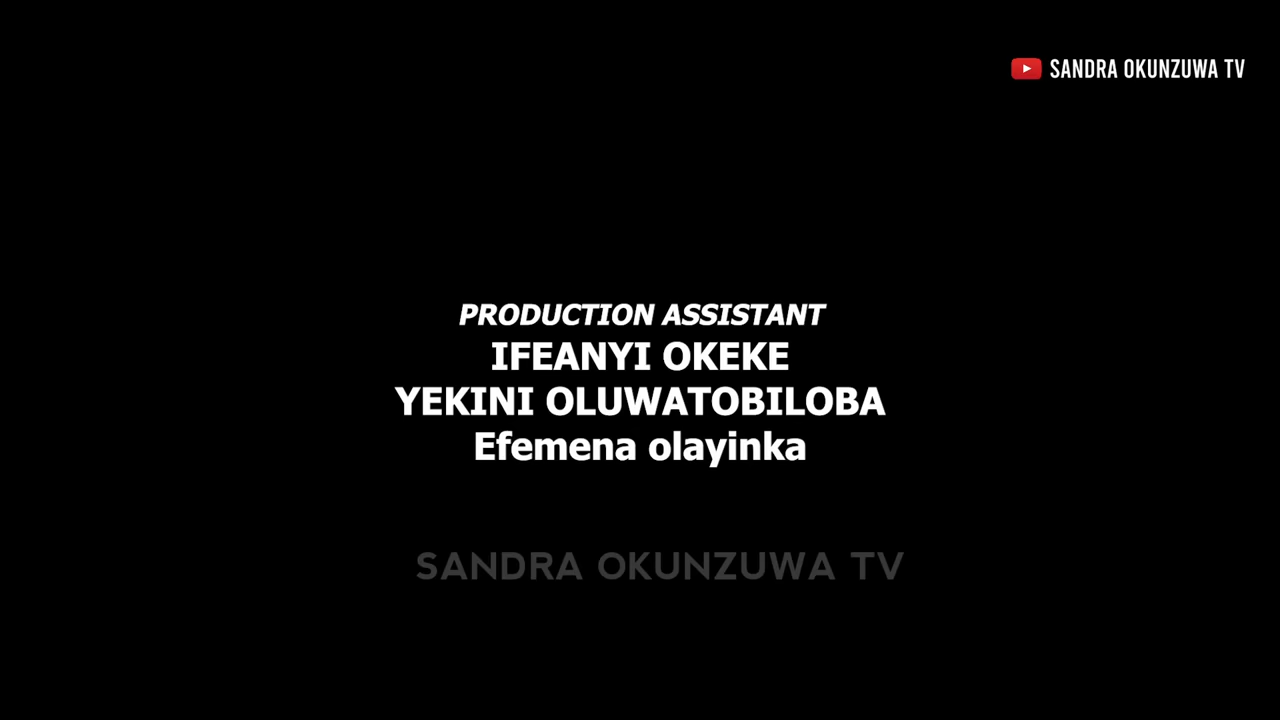 SANDRA OKUNZUWA TV
PRODUCTION ASSISTANT
IFEANYI OKEKE
YEKINI OLUWATOBILOBA
Efemena olayinka
SANDRA OKUNZUWA TV